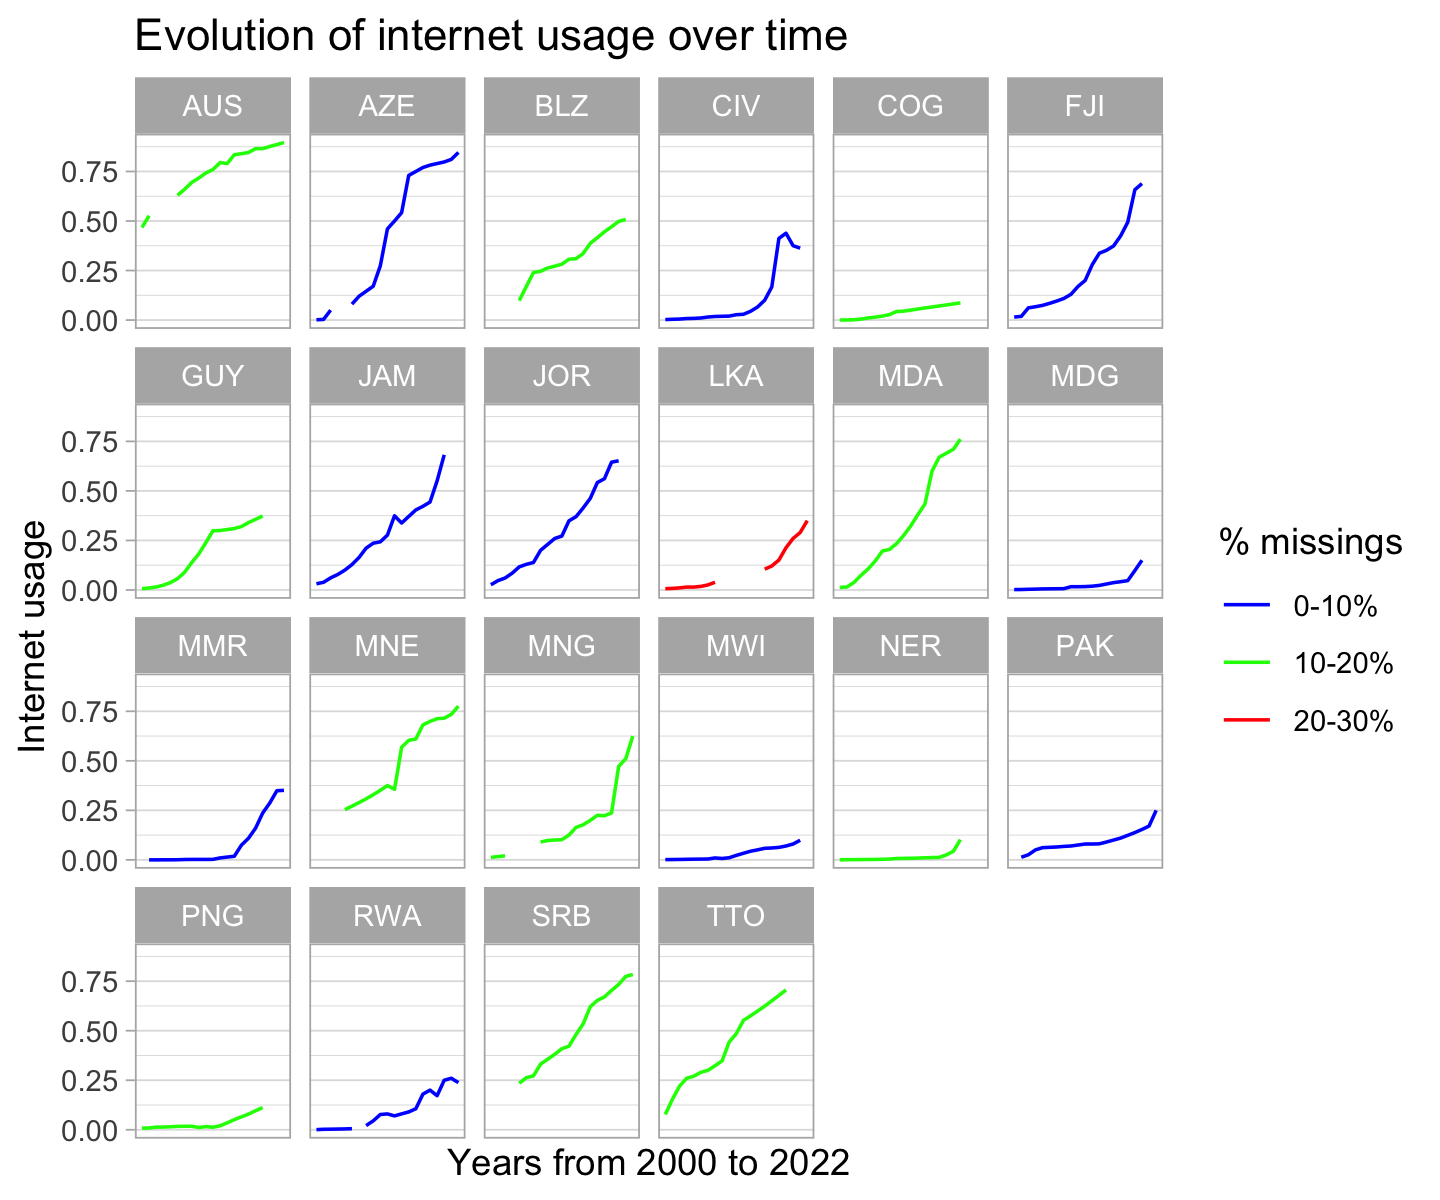 Evolution of internet usage over time
AUS AZE BLZ CIV COG FJI
0.75
0.50
0.25
0.00
GUY JAM JOR LKA MDA MDG
0.75
0.50
0.25
0.00
MMR MNE MNG MWI NER PAK
0.75
0.50
0.25
0.00
PNG RWA SRB TTO
0.75
0.50
0.25
0.00
Internet usage
Years from 2000 to 2022
% missings
0-10%
10-20%
20-30%